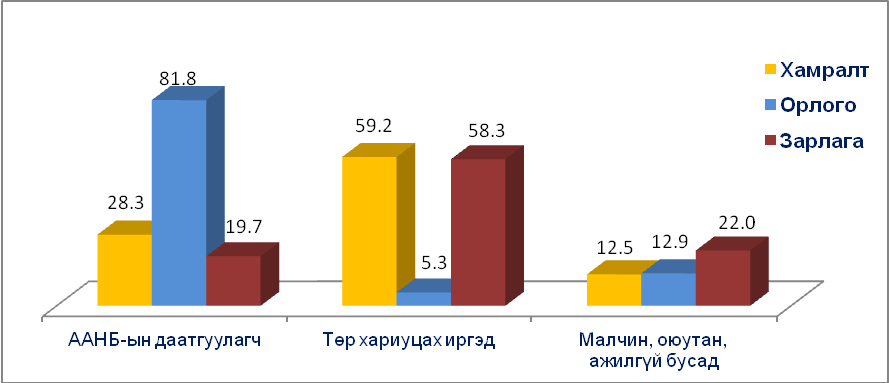 81.8
Хамралт
Орлого
Зарлага
59.2
58.3
28.3
19.7
22.0
12.5
12.9
5.3
ААНБ-ын даатгуулагч
Төр хариуцах иргэд
Малчин, оюутан,
ажилгүй бусад